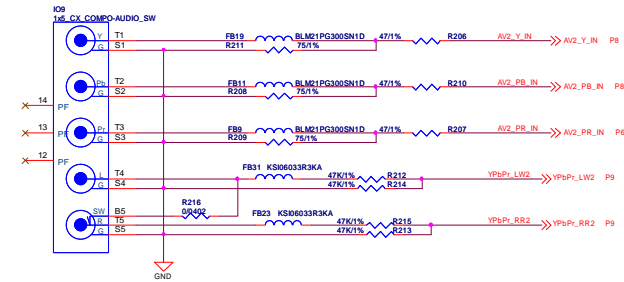 IO9
1x5_CX_COMPO-AUDIO_SW
Y T1 FB19 BLM21PG300SN1D 47/1% R206 AV2_Y_IN AV2_Y_IN P8
G S1 R211 75/1%
Pb T2 FB11 BLM21PG300SN1D 47/1% R210 AV2_PB_IN AV2_PB_IN P8
G S2 R208 75/1%
14 PF
Pr T3 FB9 BLM21PG300SN1D 47/1% R207 AV2_PR_IN AV2_PR_IN P6
13 PF
G S3 R209 75/1%
12 PF
FB31 KSI06033R3KA
L T4 47K/1% R212 YPbPr_LW2 YPbPr_LW2 P9
G S4 47K/1% R214
R216
SW B5 0/0402 FB23 KSI06033R3KA
R T5 47K/1% R215 YPbPr_RR2 YPbPr_RR2 P9
G S5 47K/1% R213
GND